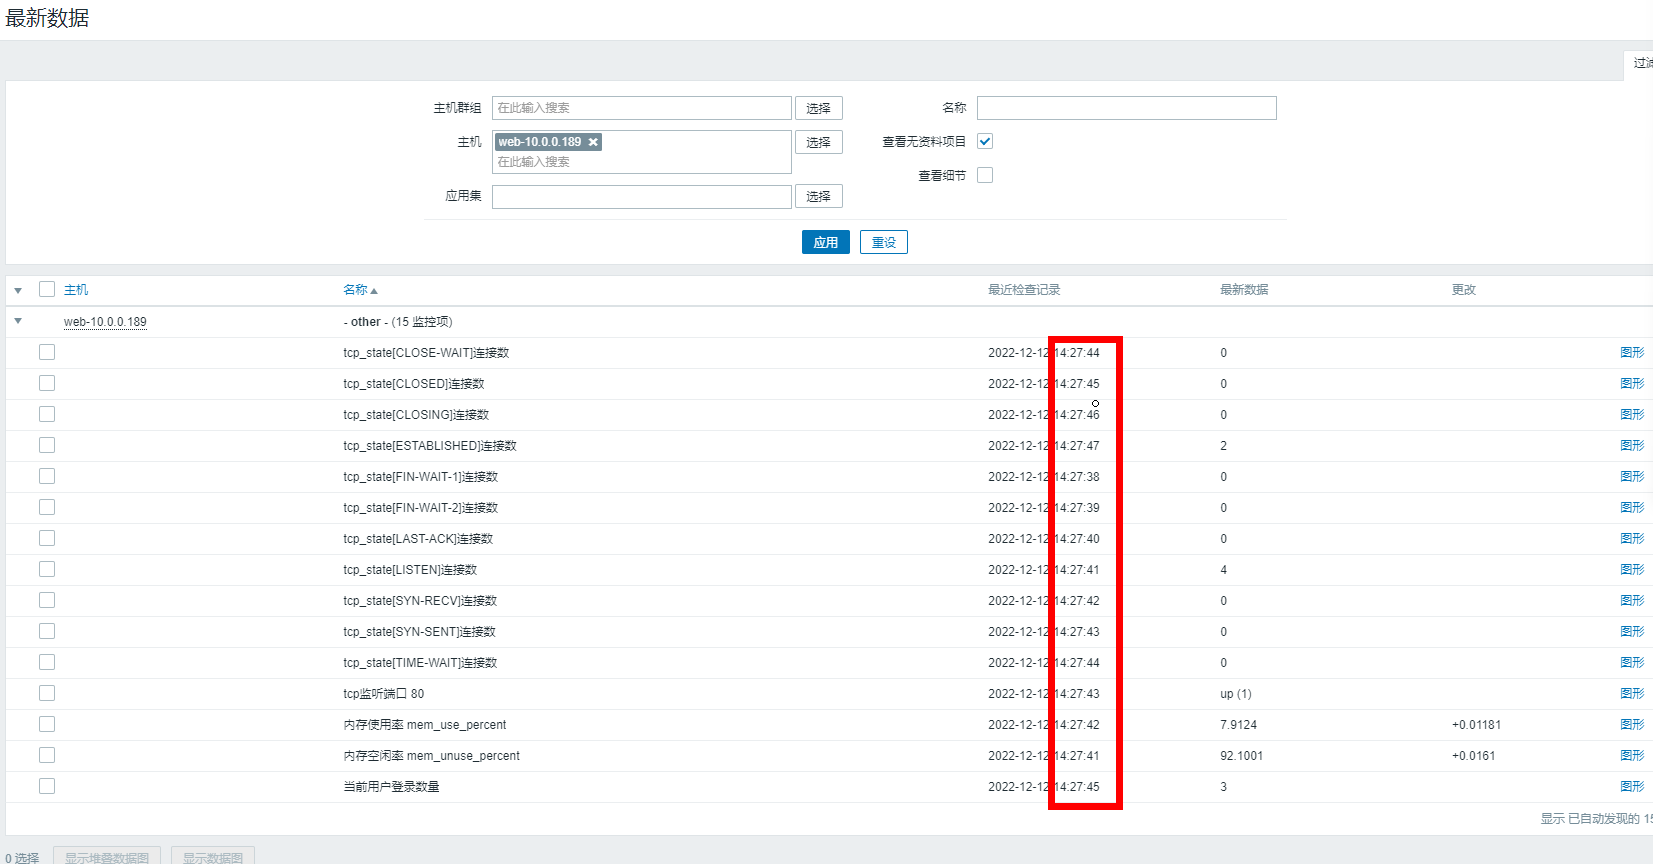 最新数据
主机群组 在此输入搜索 选择 名称
主机 web-10.0.0.189 ✖ 选择 查看无资料项目
在此输入搜索
查看细节
应用集 选择
应用 重设
主机 名称 最近检查记录 最新数据 更改
web-10.0.0.189 - other - (15 监控项)
tcp_state[CLOSE-WAIT]连接数 2022-12-12 14:27:44 0 图形
tcp_state[CLOSED]连接数 2022-12-12 14:27:45 0 图形
tcp_state[CLOSING]连接数 2022-12-12 14:27:46 0 图形
tcp_state[ESTABLISHED]连接数 2022-12-12 14:27:47 2 图形
tcp_state[FIN-WAIT-1]连接数 2022-12-12 14:27:38 0 图形
tcp_state[FIN-WAIT-2]连接数 2022-12-12 14:27:39 0 图形
tcp_state[LAST-ACK]连接数 2022-12-12 14:27:40 0 图形
tcp_state[LISTEN]连接数 2022-12-12 14:27:41 4 图形
tcp_state[SYN-RECV]连接数 2022-12-12 14:27:42 0 图形
tcp_state[SYN-SENT]连接数 2022-12-12 14:27:43 0 图形
tcp_state[TIME-WAIT]连接数 2022-12-12 14:27:44 0 图形
tcp监听端口 80 2022-12-12 14:27:43 up (1) 图形
内存使用率 mem_use_percent 2022-12-12 14:27:42 7.9124 +0.01181 图形
内存空闲率 mem_unuse_percent 2022-12-12 14:27:41 92.1001 +0.0161 图形
当前用户登录数量 2022-12-12 14:27:45 3 图形
显示 已自动发现的 15
0 选择 显示堆叠数据图 显示数据图